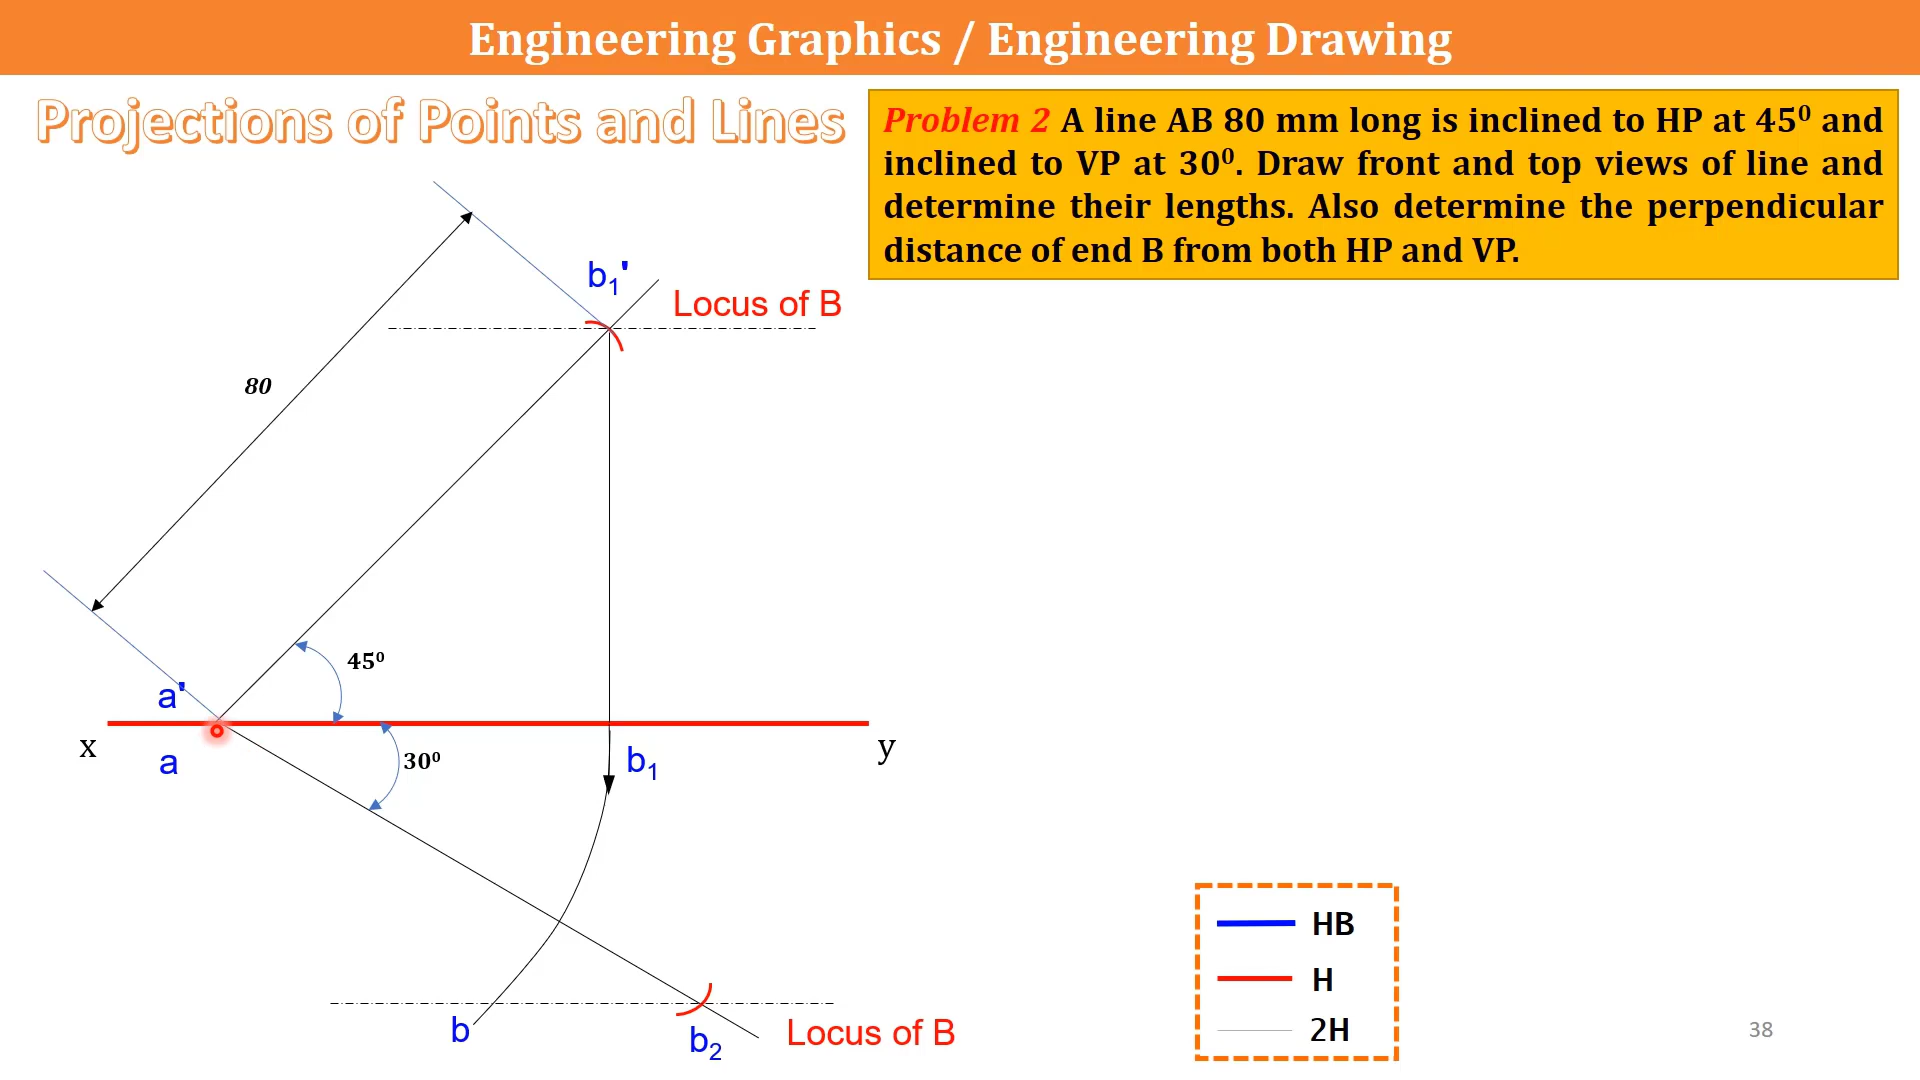 Engineering Graphics / Engineering Drawing
Projections of Points and Lines
Problem 2 A line AB 80 mm long is inclined to HP at 45⁰ and
inclined to VP at 30⁰. Draw front and top views of line and
determine their lengths. Also determine the perpendicular
distance of end B from both HP and VP.
b₁'
Locus of B
80
45⁰
a'
x
a
30⁰
b₁
y
b
b₂
Locus of B
HB
H
2H
38